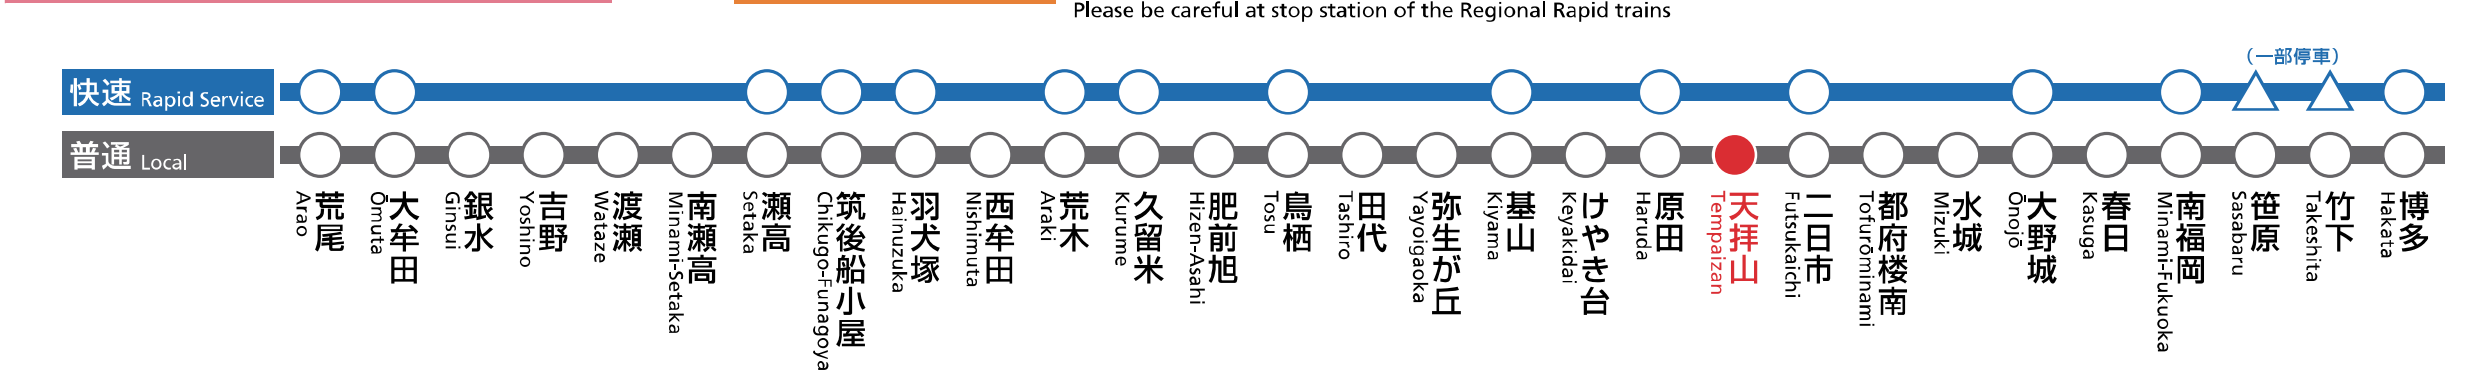 Please be careful at stop station of the Regional Rapid trains
（一部停車）
快速 Rapid Service
普通 Local
荒尾 Arao
大牟田 Ōmuta
銀水 Ginsui
吉野 Yoshino
渡瀬 Wataze
南瀬高 Minami-Setaka
瀬高 Setaka
筑後船小屋 Chikugo-Funagoya
羽犬塚 Hainuzuka
西牟田 Nishimuta
荒木 Araki
久留米 Kurume
肥前旭 Hizen-Asahi
鳥栖 Tosu
田代 Tashiro
弥生が丘 Yayoigaoka
基山 Kiyama
けやき台 Keyakidai
原田 Haruda
天拝山 Tempaizan
二日市 Futsukaichi
都府楼南 Tofurōminami
水城 Mizuki
大野城 Ōnojō
春日 Kasuga
南福岡 Minami-Fukuoka
笹原 Sasabaru
竹下 Takeshita
博多 Hakata